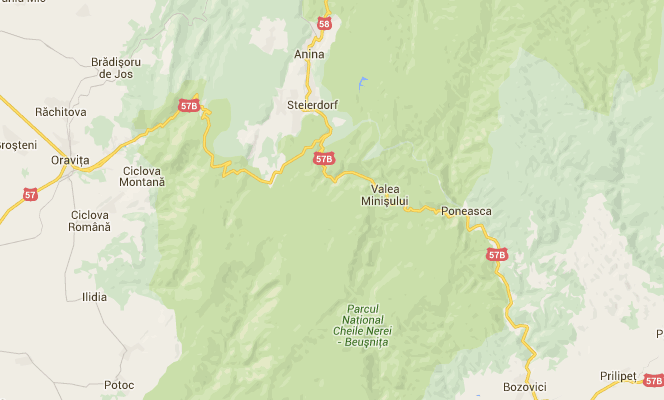 58
Anina
Brădișoru
de Jos
Steierdorf
57B
Răchitova
Oravița
57B
Ciclova
Montană
Valea
Minișului
57
Ciclova
Română
Poneasca
57B
Ilidia
Parcul
Național
Cheile Nerei
- Beușnița
Potoc
Prilipeț
57B
Bozovici